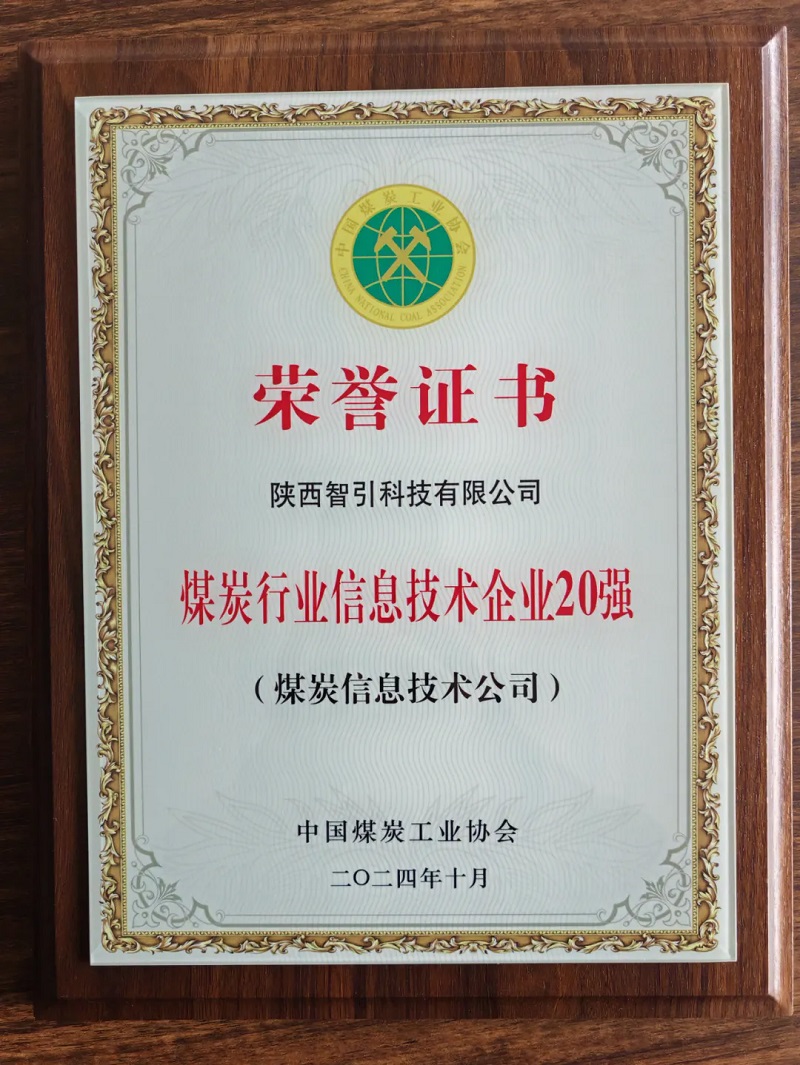 中国煤炭工业协会
CHINA NATIONAL COAL ASSOCIATION
荣誉证书
陕西智引科技有限公司
煤炭行业信息技术企业20强
（煤炭信息技术公司）
中国煤炭工业协会
二〇二四年十月